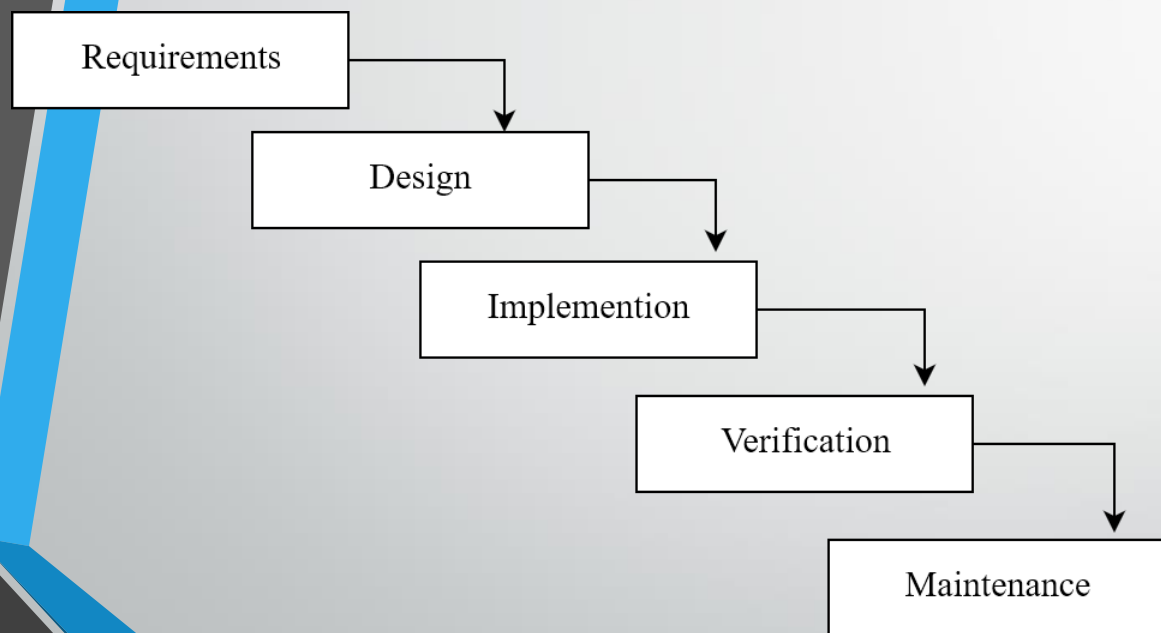 Requirements
Design
Implemention
Verification
Maintenance